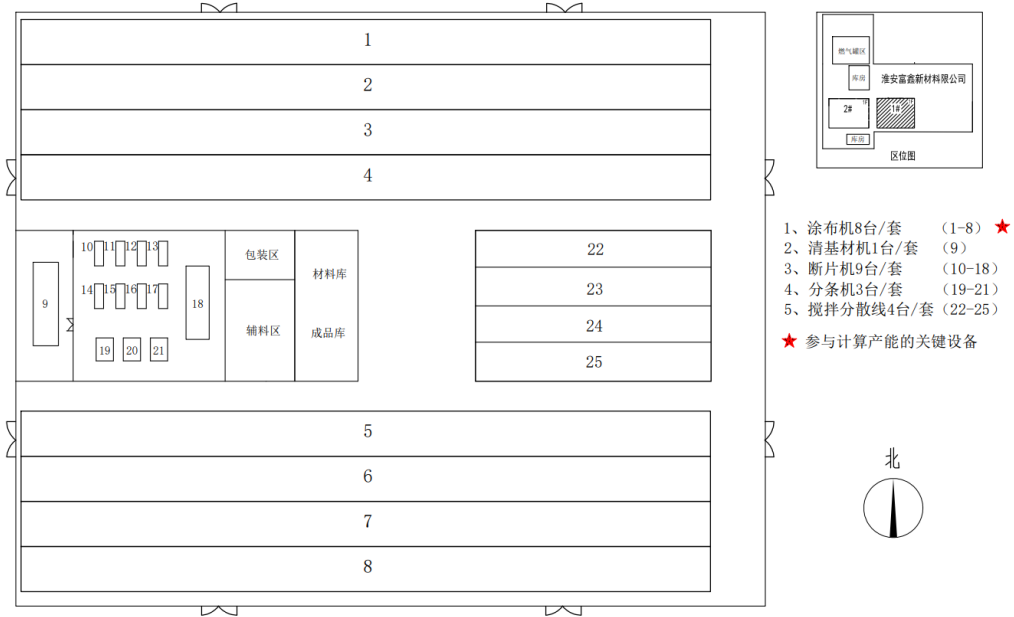 1
2
3
4
10 11 12 13
14 15 16 17
9
18
19 20 21
包装区
辅料区
材料库
成品库
22
23
24
25
5
6
7
8
燃气罐区
库房
淮安富鑫新材料限公司
2#
1#
库房
区位图
1、涂布机8台/套 （1-8）
2、清基材机1台/套 （9）
3、断片机9台/套 （10-18）
4、分条机3台/套 （19-21）
5、搅拌分散线4台/套（22-25）
参与计算产能的关键设备
北